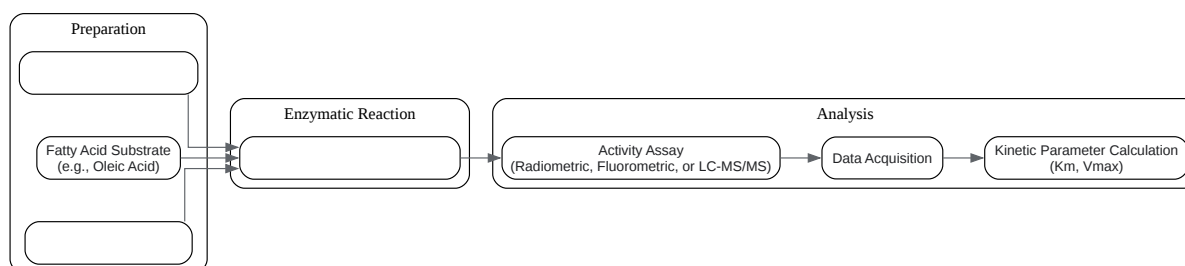 Preparation
Fatty Acid Substrate
(e.g., Oleic Acid)
Enzymatic Reaction
Analysis
Activity Assay
(Radiometric, Fluorometric, or LC-MS/MS)
Data Acquisition
Kinetic Parameter Calculation
(Km, Vmax)